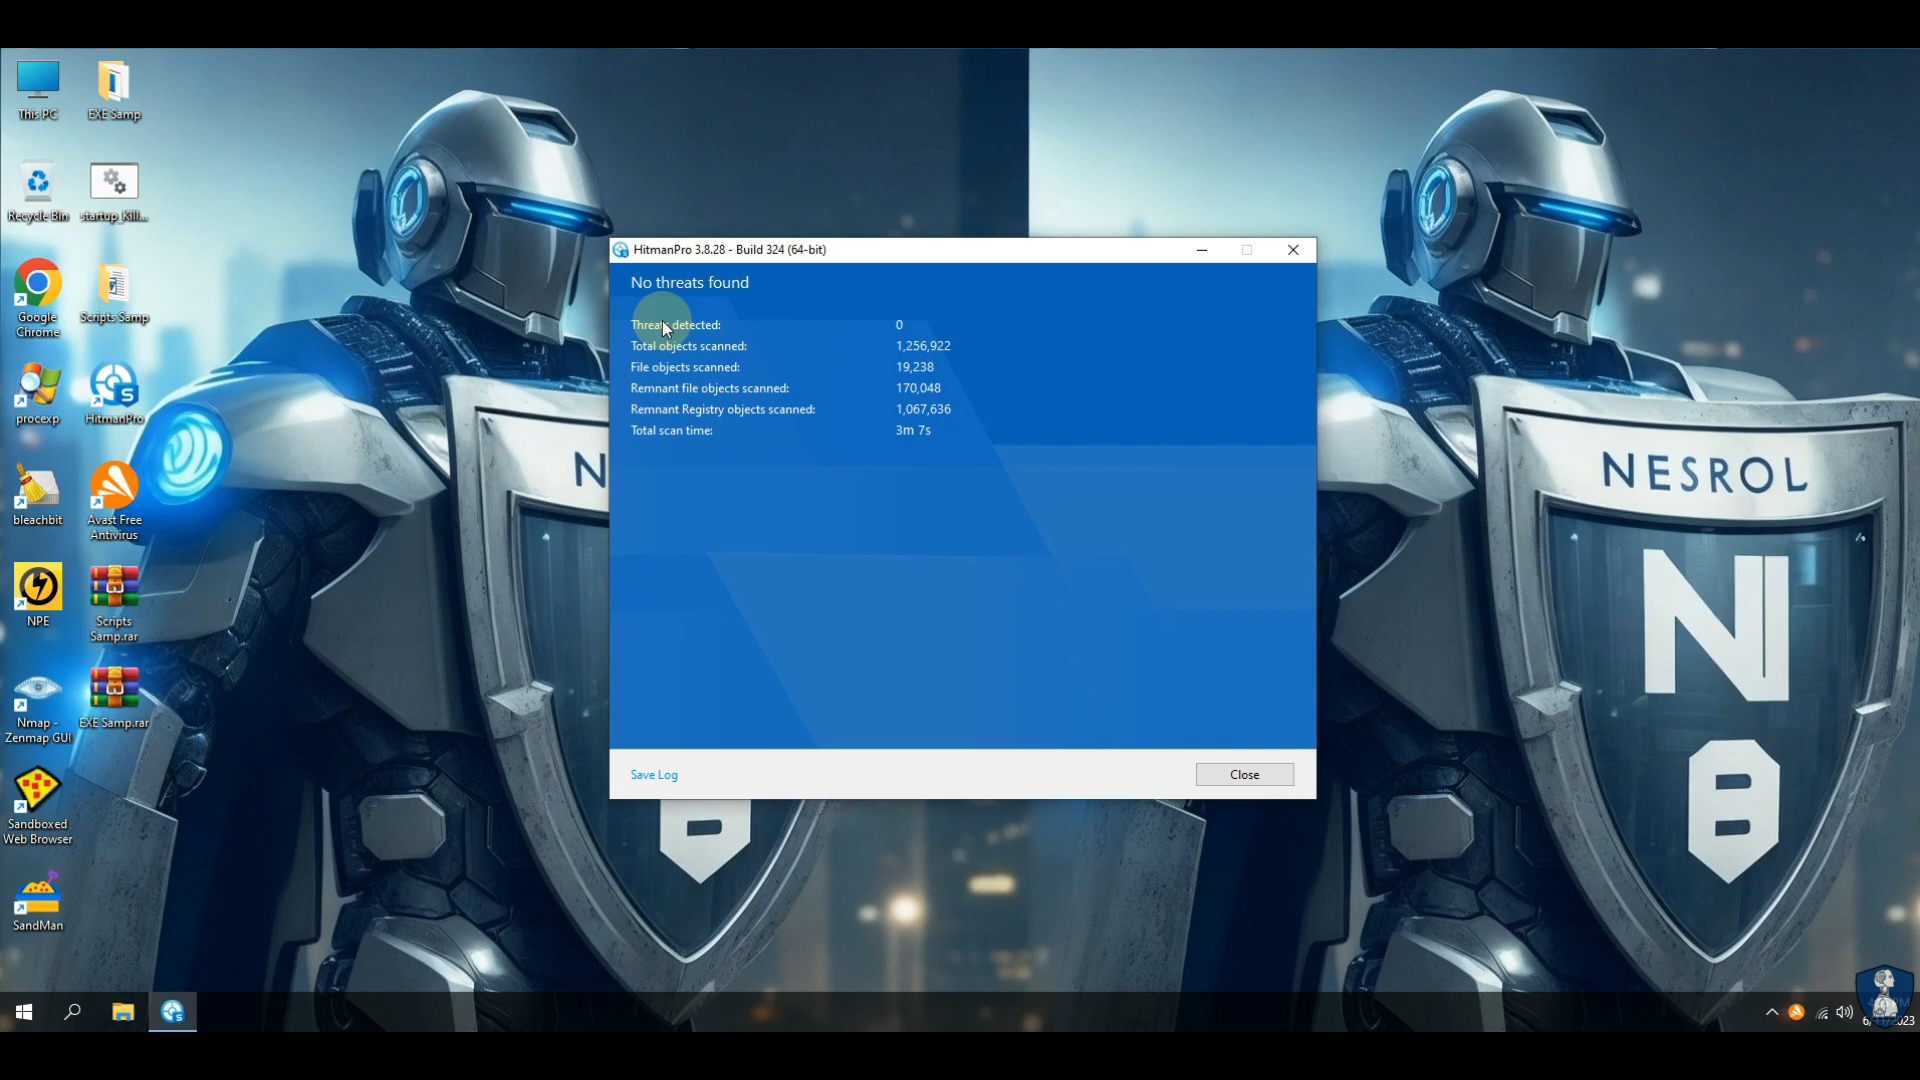 This PC
EXE Samp
Recycle Bin
startup_Kill...
Google
Chrome
Scripts Samp
procexp
HitmanPro
bleachbit
Avast Free
Antivirus
NPE
Scripts
Samp.rar
Nmap -
Zenmap GUI
EXE Samp.rar
Sandboxed
Web Browser
SandMan
HitmanPro 3.8.28 - Build 324 (64-bit)
No threats found
Threats detected: 0
Total objects scanned: 1,256,922
File objects scanned: 19,238
Remnant file objects scanned: 170,048
Remnant Registry objects scanned: 1,067,636
Total scan time: 3m 7s
Save Log
Close
N
NESROL
N
8